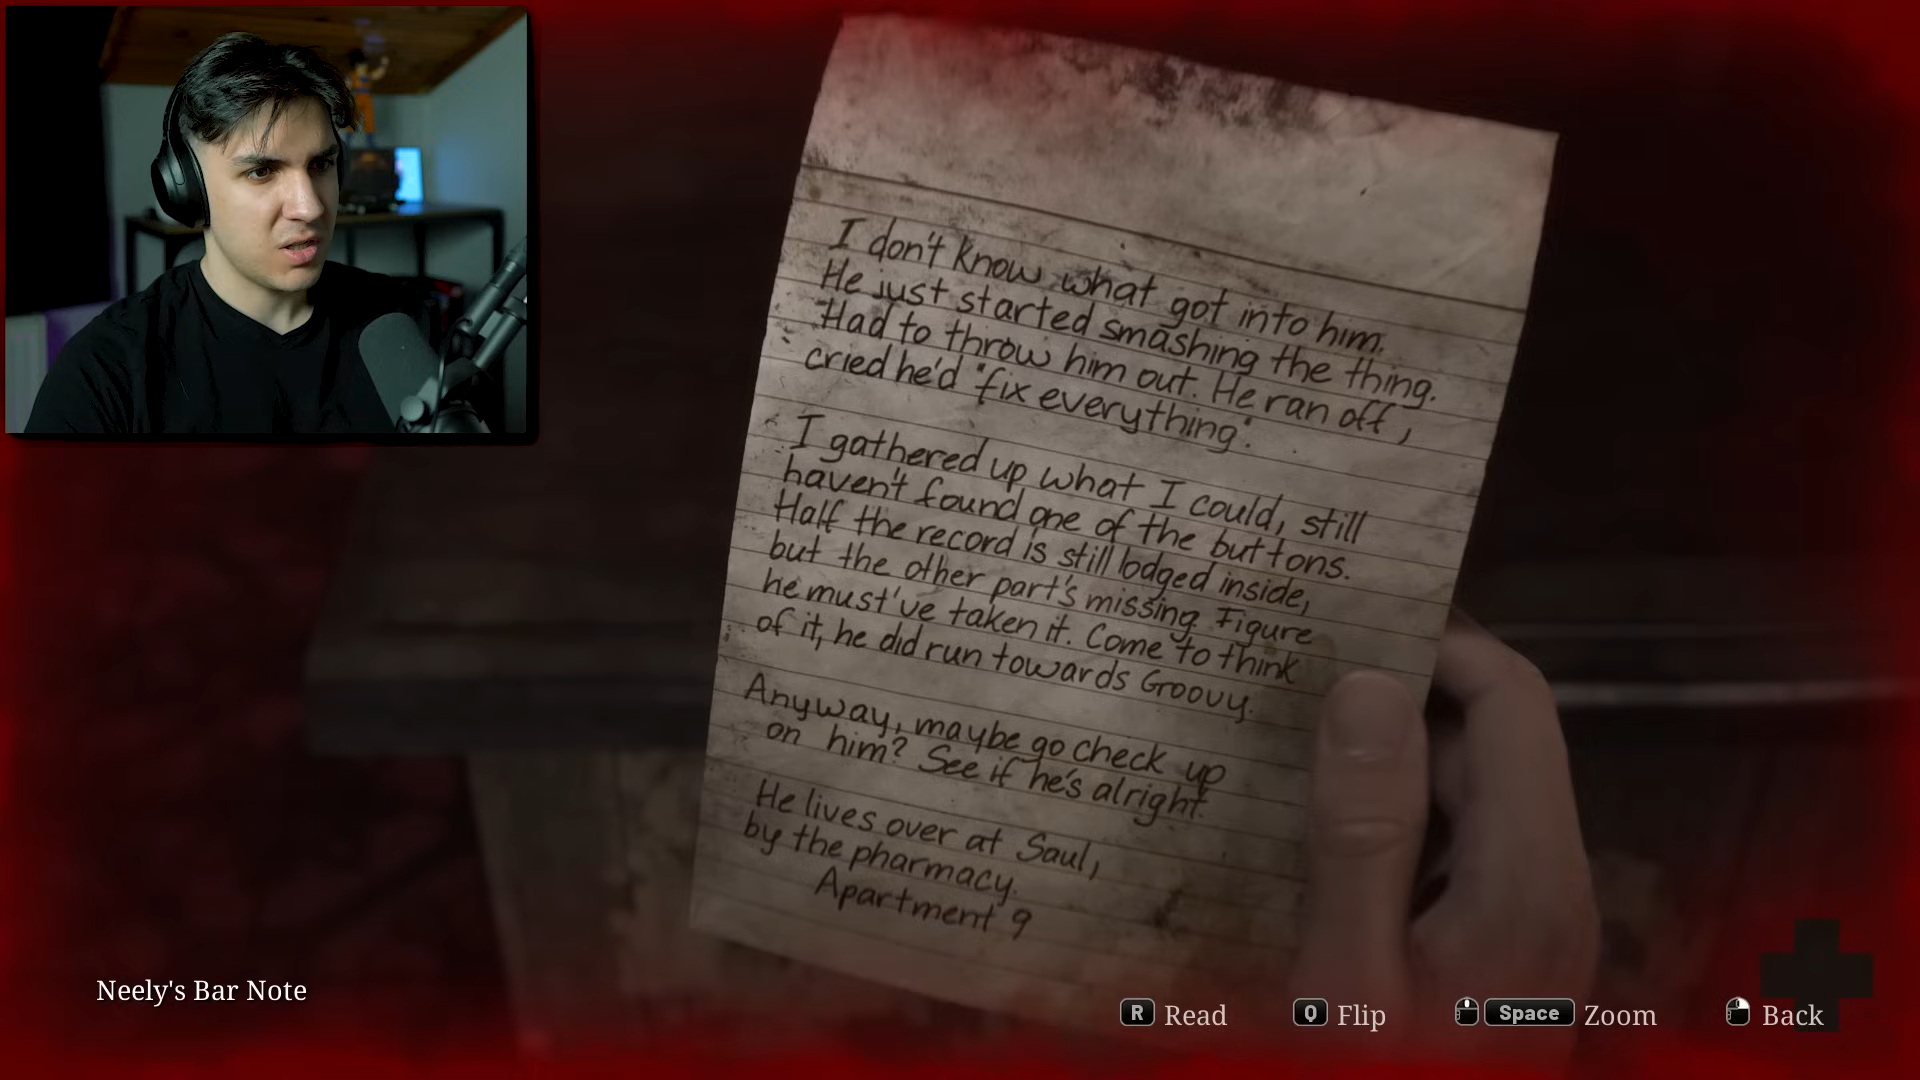 I don't know what got into him.
He just started smashing the thing.
Had to throw him out. He ran off,
cried he'd "fix everything".
I gathered up what I could, still
haven't found one of the buttons.
Half the record is still lodged inside,
but the other part's missing. Figure
he must've taken it. Come to think
of it, he did run towards Groovy.
Anyway, maybe go check up
on him? See if he's alright.
He lives over at Saul,
by the pharmacy.
Apartment 9
Neely's Bar Note
R Read Q Flip Space Zoom Back